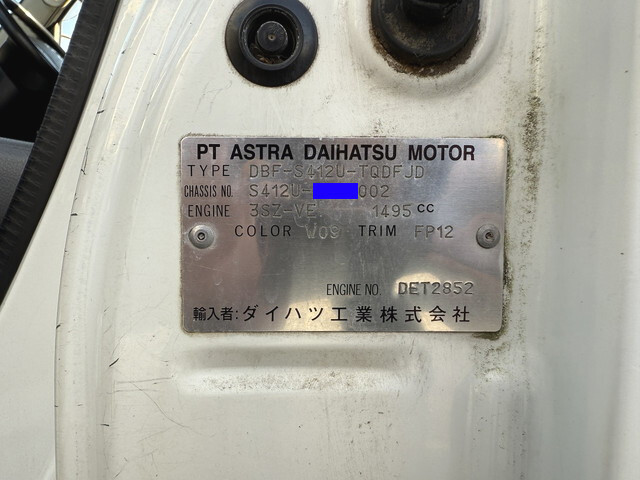 PT ASTRA DAIHATSU MOTOR
TYPE DBF-S412U-TQDFJD
CHASSIS NO. S412U- 002
ENGINE 3SZ-VE 1495 CC
COLOR W09 TRIM FP12
ENGINE NO. DET2852
輸入者:ダイハツ工業株式会社